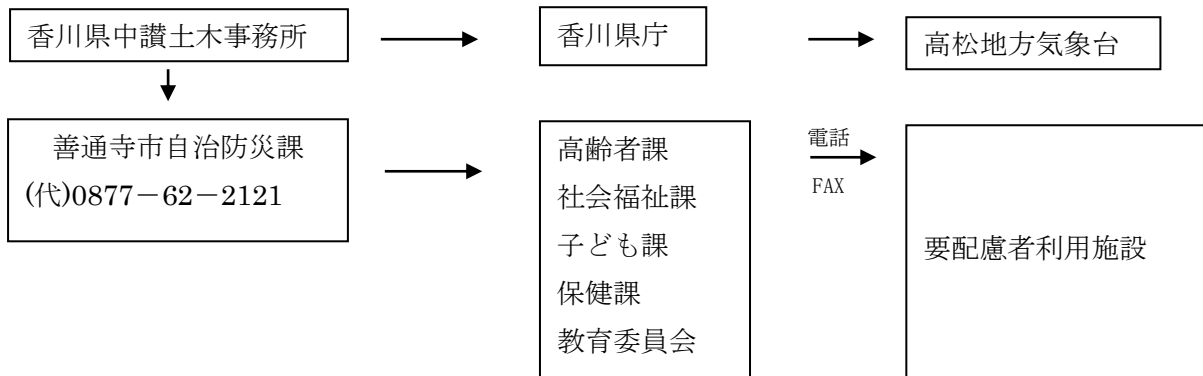 香川県中讃土木事務所
香川県庁
高松地方気象台
善通寺市自治防災課
(代)0877－62－2121
高齢者課
社会福祉課
子ども課
保健課
教育委員会
電話
FAX
要配慮者利用施設